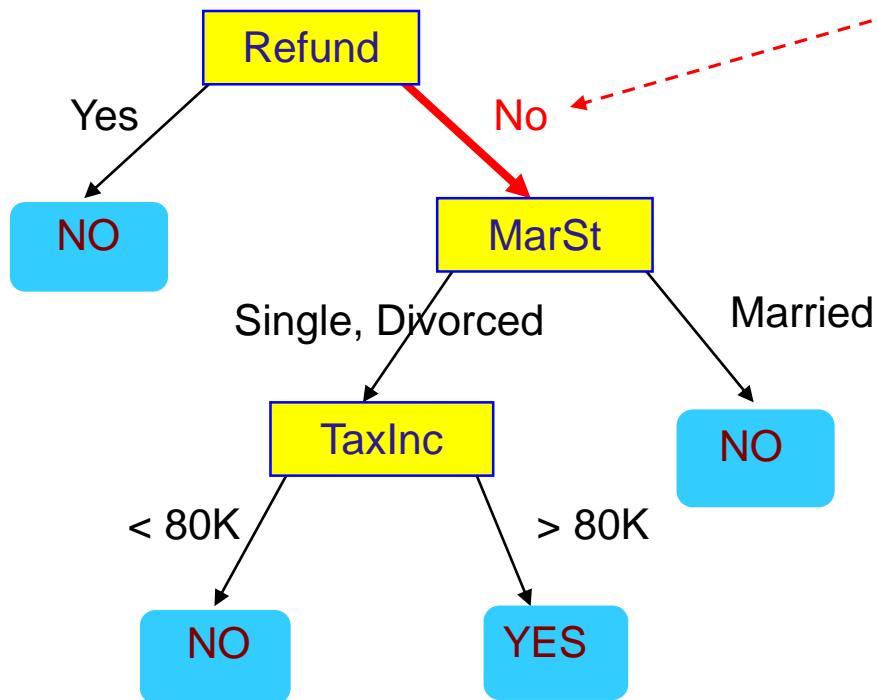 Refund
Yes
No
NO
MarSt
Single, Divorced
Married
TaxInc
NO
< 80K
> 80K
NO
YES